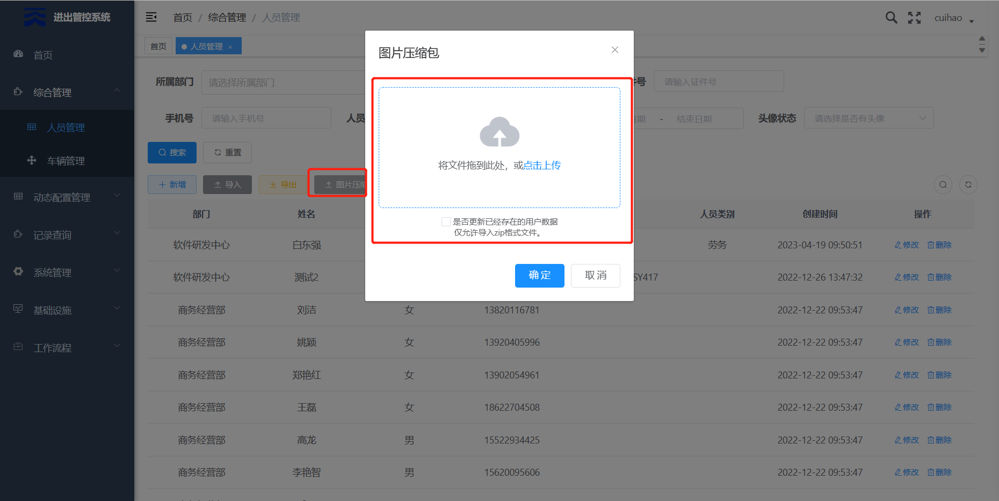 进出管控系统
首页 / 综合管理 / 人员管理
cuihao
首页
人员管理 ×
首页
综合管理
人员管理
车辆管理
动态配置管理
记录查询
系统管理
基础设施
工作流程
所属部门 请选择所属部门
件号 请输入证件号
手机号 请输入手机号
人员
日期 - 结束日期
头像状态 请选择是否有头像
搜索 重置
新增 导入 导出 图片压缩
图片压缩包
将文件拖到此处，或点击上传
是否更新已经存在的用户数据
仅允许导入zip格式文件。
确 定 取 消
部门 姓名 人员类别 创建时间 操作
软件研发中心 白东强 劳务 2023-04-19 09:50:51 修改 删除
软件研发中心 测试2 SY417 2022-12-26 13:47:32 修改 删除
商务经营部 刘洁 女 13820116781 2022-12-22 09:53:47 修改 删除
商务经营部 姚颖 女 13920405996 2022-12-22 09:53:47 修改 删除
商务经营部 郑艳红 女 13902054961 2022-12-22 09:53:47 修改 删除
商务经营部 王磊 女 18622704508 2022-12-22 09:53:47 修改 删除
商务经营部 高龙 男 15522934425 2022-12-22 09:53:47 修改 删除
商务经营部 李艳智 男 15620095606 2022-12-22 09:53:47 修改 删除